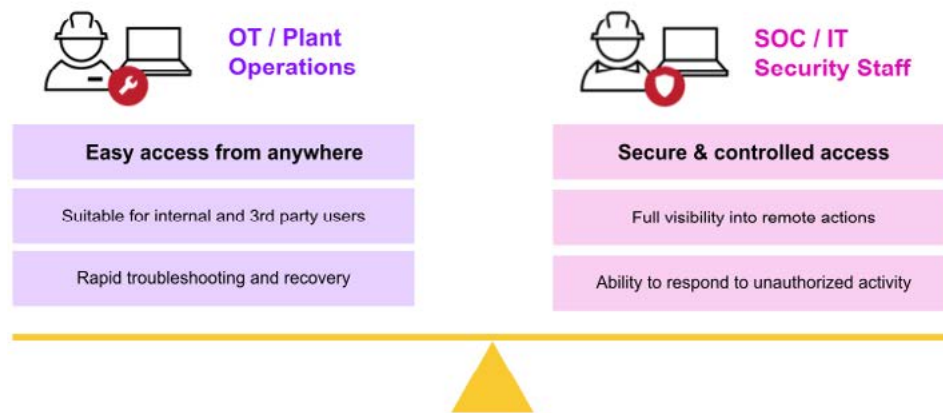 OT / Plant
Operations
SOC / IT
Security Staff
Easy access from anywhere
Secure & controlled access
Suitable for internal and 3rd party users
Full visibility into remote actions
Rapid troubleshooting and recovery
Ability to respond to unauthorized activity